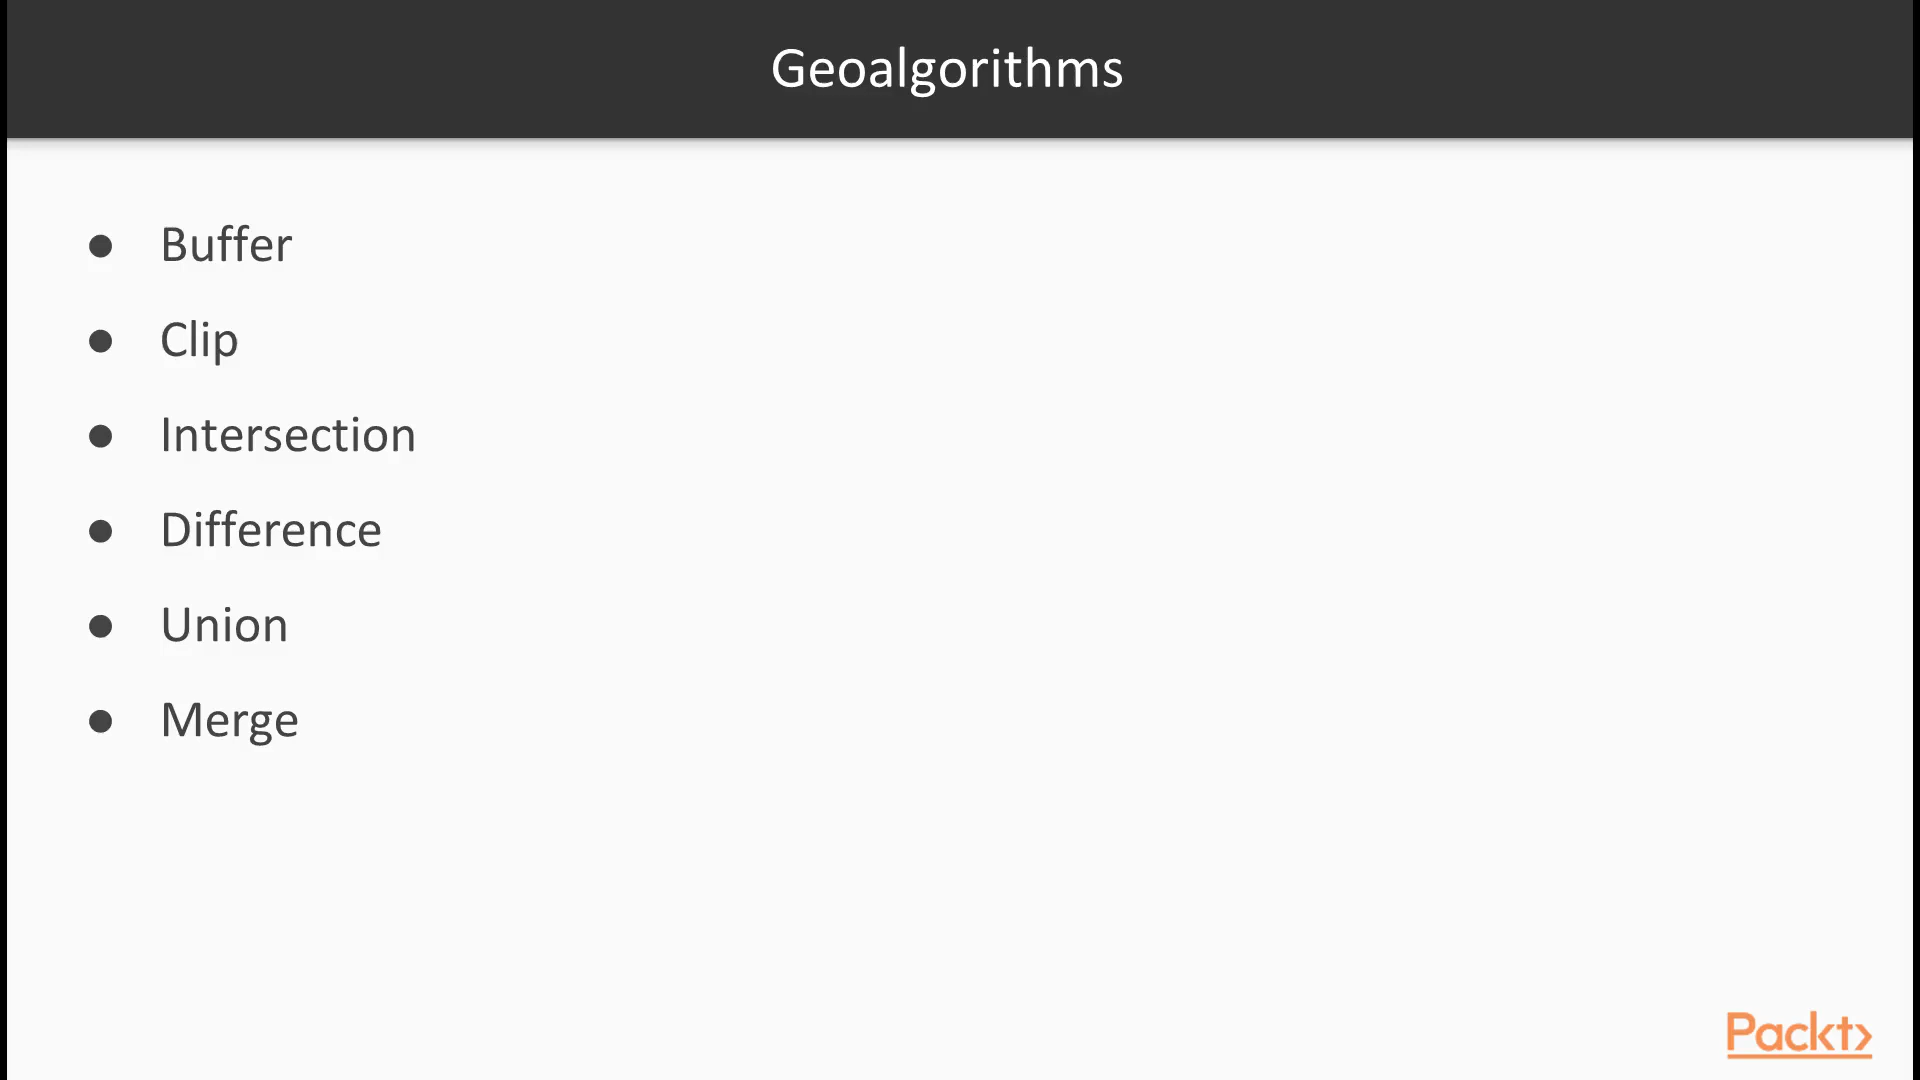 Geoalgorithms
● Buffer
● Clip
● Intersection
● Difference
● Union
● Merge
Packt>